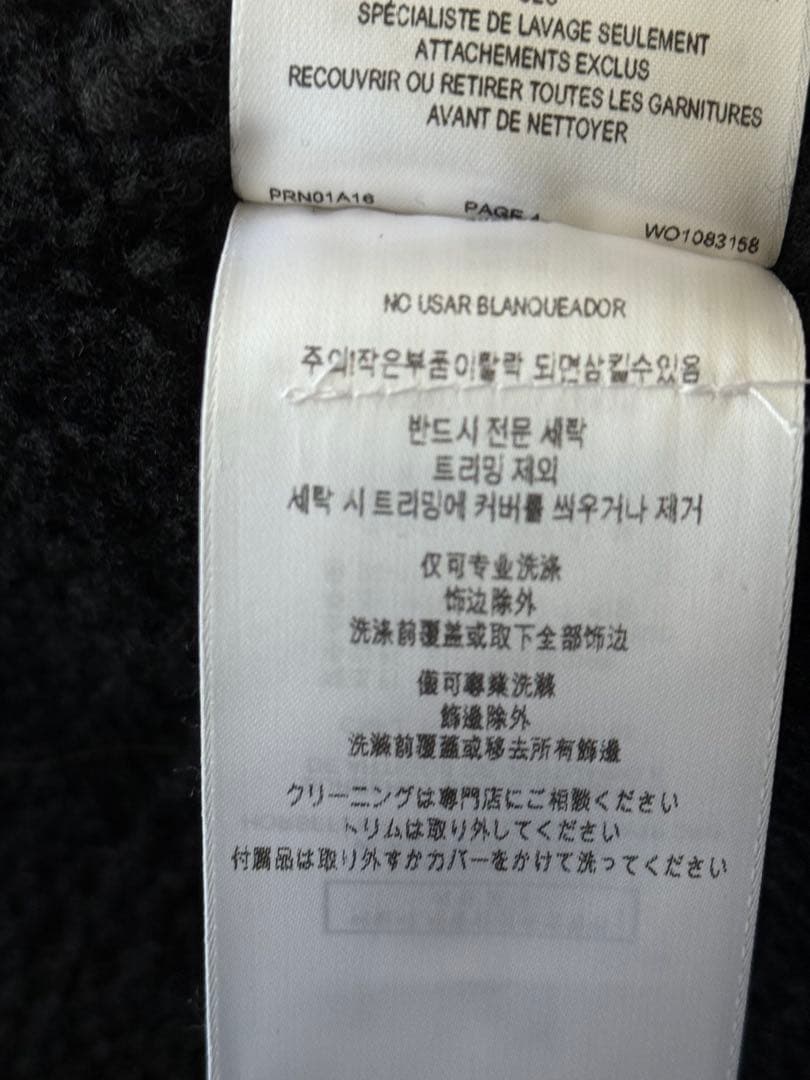 SPÉCIALISTE DE LAVAGE SEULEMENT
ATTACHEMENTS EXCLUS
RECOUVRIR OU RETIRER TOUTES LES GARNITURES
AVANT DE NETTOYER
PRN01A16
PAGE
WO1083158
NO USAR BLANQUEADOR
주의!작은부품이탈락 되면삼킬수있음
반드시 전문 세탁
트리밍 제외
세탁 시 트리밍에 커버를 씌우거나 제거
仅可专业洗涤
饰边除外
洗涤前覆盖或取下全部饰边
僅可專業洗滌
飾邊除外
洗滌前覆蓋或移去所有飾邊
クリーニングは専門店にご相談ください
トリムは取り外してください
付属品は取り外すかカバーをかけて洗ってください